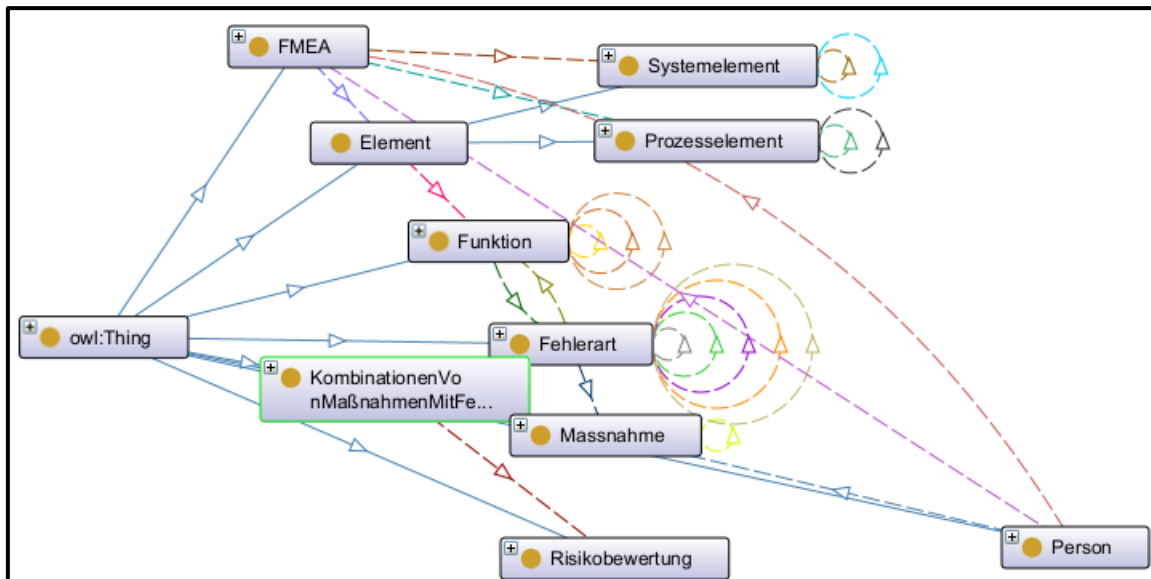 FMEA
Systemelement
Element
Prozesselement
Funktion
owl:Thing
Fehlerart
KombinationenVo
nMaßnahmenMitFe...
Massnahme
Person
Risikobewertung